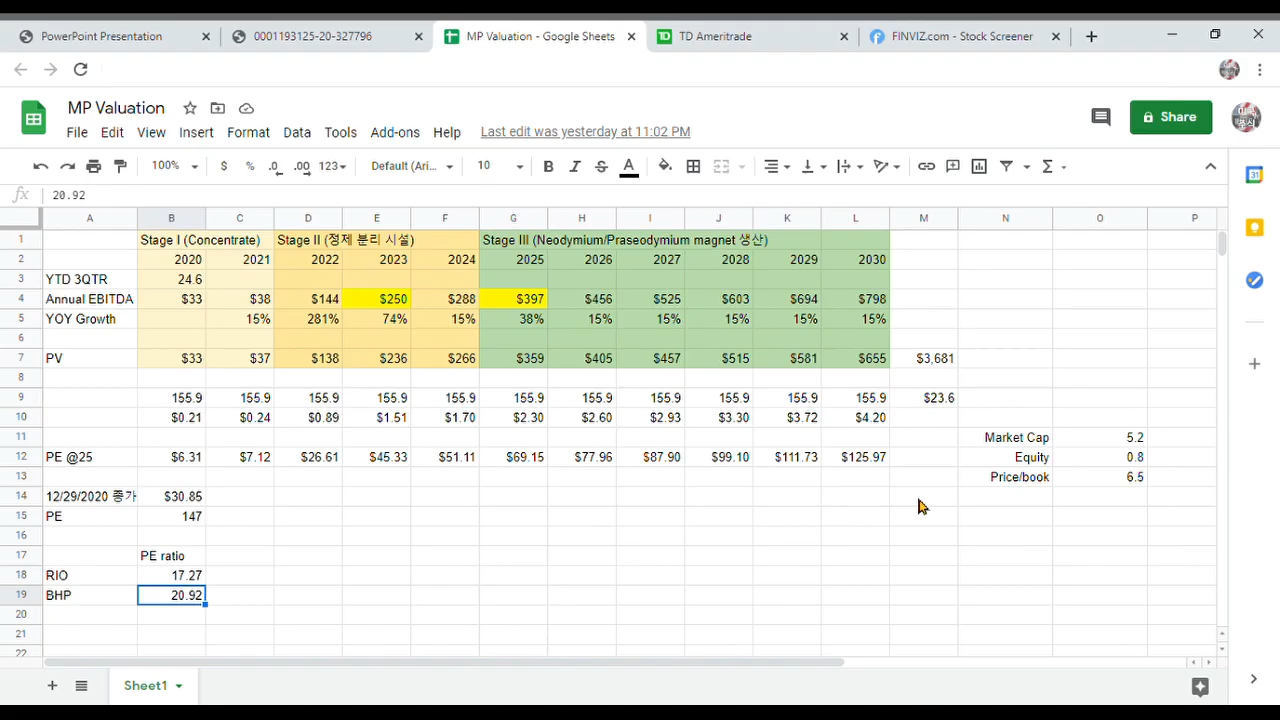 PowerPoint Presentation
0001193125-20-327796
MP Valuation - Google Sheets
TD Ameritrade
FINVIZ.com - Stock Screener
MP Valuation
File Edit View Insert Format Data Tools Add-ons Help Last edit was yesterday at 11:02 PM
Share
100% $ % .0 .00 123 Default (Ari... 10 B I S A
fx 20.92
A B C D E F G H I J K L M N O P
1 Stage I (Concentrate) Stage II (정제 분리 시설) Stage III (Neodymium/Praseodymium magnet 생산)
2 2020 2021 2022 2023 2024 2025 2026 2027 2028 2029 2030
3 YTD 3QTR 24.6
4 Annual EBITDA $33 $38 $144 $250 $288 $397 $456 $525 $603 $694 $798
5 YOY Growth 15% 281% 74% 15% 38% 15% 15% 15% 15% 15%
6
7 PV $33 $37 $138 $236 $266 $359 $405 $457 $515 $581 $655 $3,681
8
9 155.9 155.9 155.9 155.9 155.9 155.9 155.9 155.9 155.9 155.9 155.9 $23.6
10 $0.21 $0.24 $0.89 $1.51 $1.70 $2.30 $2.60 $2.93 $3.30 $3.72 $4.20
11 Market Cap 5.2
12 PE @25 $6.31 $7.12 $26.61 $45.33 $51.11 $69.15 $77.96 $87.90 $99.10 $111.73 $125.97 Equity 0.8
13 Price/book 6.5
14 12/29/2020 종가 $30.85
15 PE 147
16
17 PE ratio
18 RIO 17.27
19 BHP 20.92
20
21
22
Sheet1